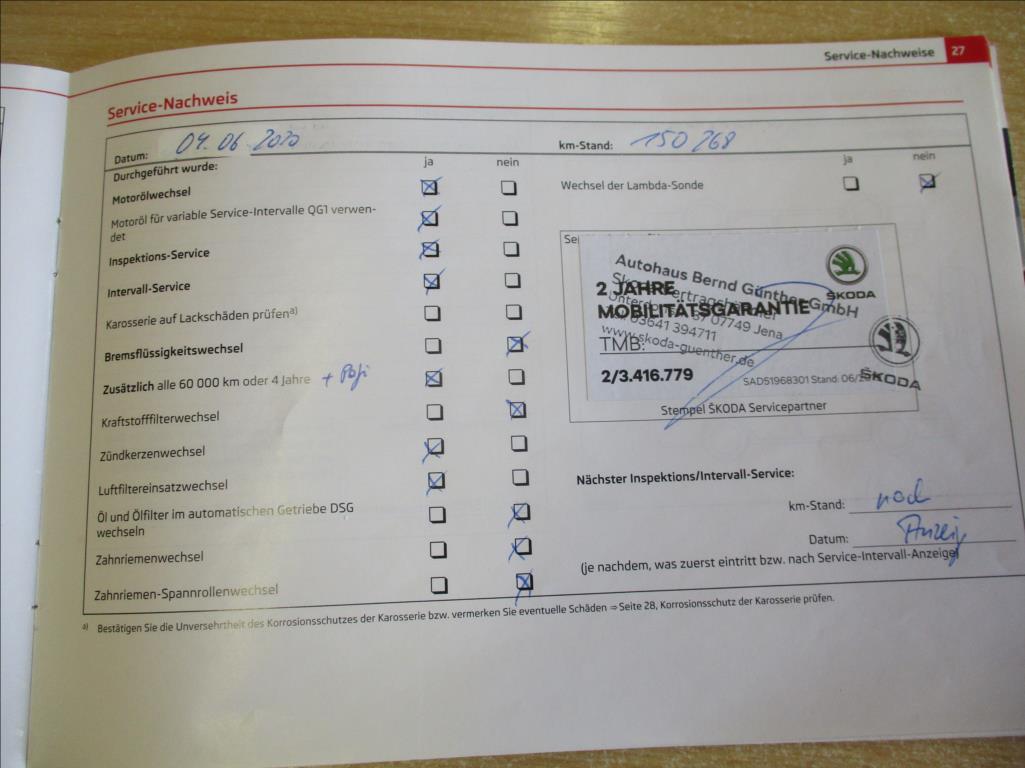 Service-Nachweise 27
Service-Nachweis
Datum: 04.06.2020 km-Stand: 150 268
Durchgeführt wurde: ja nein ja nein
Motorölwechsel
Wechsel der Lambda-Sonde
Motoröl für variable Service-Intervalle QG1 verwen-
det
Inspektions-Service
Intervall-Service
Karosserie auf Lackschäden prüfen a)
Bremsflüssigkeitswechsel
Zusätzlich alle 60 000 km oder 4 Jahre
Kraftstofffilterwechsel
Zündkerzenwechsel
Luftfiltereinsatzwechsel
Öl und Ölfilter im automatischen Getriebe DSG
wechseln
Zahnriemenwechsel
Zahnriemen-Spannrollenwechsel
Autohaus Bernd Günther GmbH
2 JAHRE
MOBILITÄTSGARANTIE
07749 Jena
03641 394711
www.skoda-guenther.de
TMB:
2/3.416.779
SAD51968301 Stand: 06/
ŠKODA
ŠKODA
Stempel ŠKODA Servicepartner
Nächster Inspektions/Intervall-Service:
km-Stand: nach
Datum: Anzeig
(je nachdem, was zuerst eintritt bzw. nach Service-Intervall-Anzeige)
a) Bestätigen Sie die Unversehrtheit des Korrosionsschutzes der Karosserie bzw. vermerken Sie eventuelle Schäden ⇒ Seite 28, Korrosionsschutz der Karosserie prüfen.